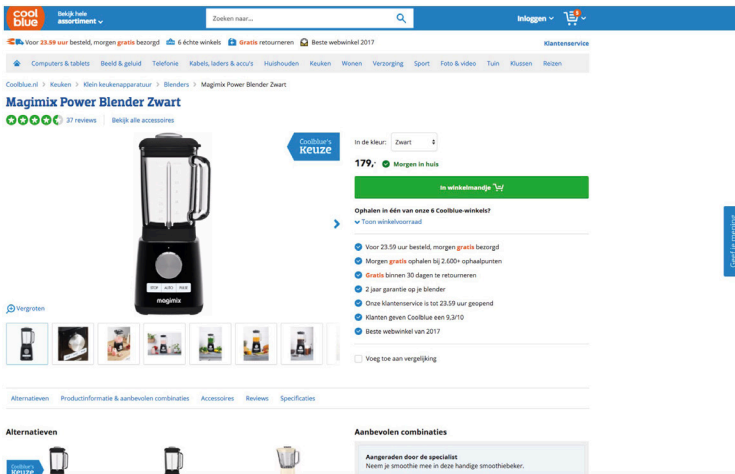 cool
blue
Bekijk hele
assortiment
Zoeken naar...
Inloggen
Voor 23.59 uur besteld, morgen gratis bezorgd
6 échte winkels
Gratis retourneren
Beste webwinkel 2017
Klantenservice
Computers & tablets
Beeld & geluid
Telefonie
Kabels, laders & accu's
Huishouden
Keuken
Wonen
Verzorging
Sport
Foto & video
Tuin
Klussen
Reizen
Coolblue.nl > Keuken > Klein keukenapparatuur > Blenders > Magimix Power Blender Zwart
Magimix Power Blender Zwart
37 reviews
Bekijk alle accessoires
Coolblue's
Keuze
In de kleur: Zwart
179,- Morgen in huis
In winkelmandje
Ophalen in één van onze 6 Coolblue-winkels?
Toon winkelvoorraad
Voor 23.59 uur besteld, morgen gratis bezorgd
Morgen gratis ophalen bij 2.600+ ophaalpunten
Gratis binnen 30 dagen te retourneren
2 jaar garantie op je blender
Onze klantenservice is tot 23.59 uur geopend
Klanten geven Coolblue een 9,3/10
Beste webwinkel van 2017
Voeg toe aan vergelijking
STOP AUTO PULSE
magimix
Vergroten
Geef je mening
Alternatieven
Productinformatie & aanbevolen combinaties
Accessoires
Reviews
Specificaties
Alternatieven
Coolblue's
Keuze
Aanbevolen combinaties
Aangeraden door de specialist
Neem je smoothie mee in deze handige smoothiebeker.